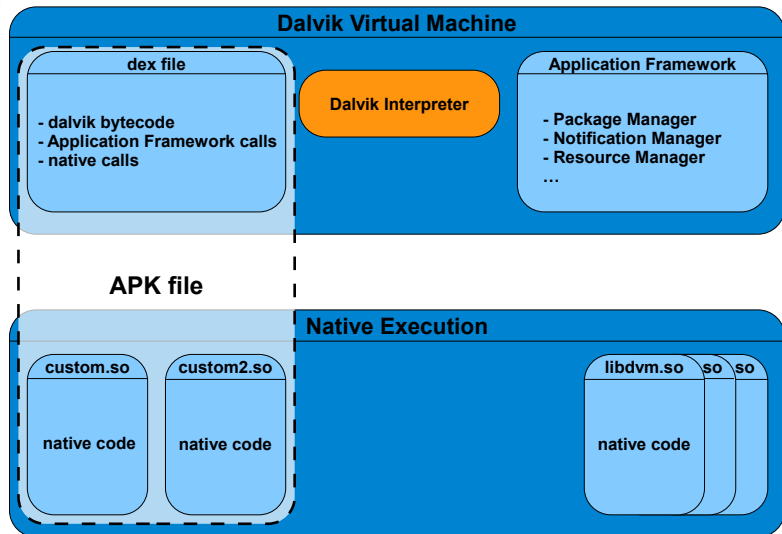 Dalvik Virtual Machine
dex file
- dalvik bytecode
- Application Framework calls
- native calls
Dalvik Interpreter
Application Framework
- Package Manager
- Notification Manager
- Resource Manager
...
APK file
Native Execution
custom.so
native code
custom2.so
native code
libdvm.so
native code
so
so